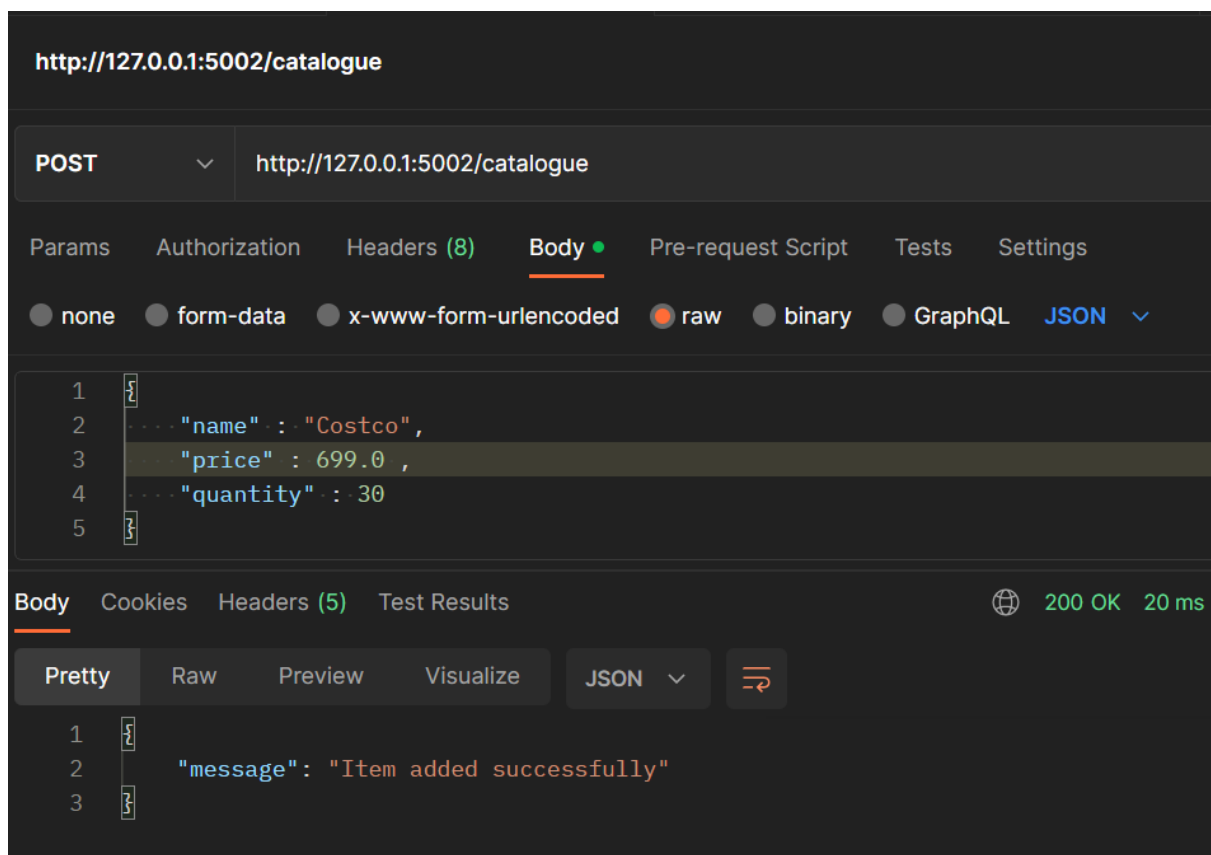 http://127.0.0.1:5002/catalogue
POST http://127.0.0.1:5002/catalogue
Params Authorization Headers (8) Body Pre-request Script Tests Settings
none form-data x-www-form-urlencoded raw binary GraphQL JSON
1 {
2 "name" : "Costco",
3 "price" : 699.0 ,
4 "quantity" : 30
5 }
Body Cookies Headers (5) Test Results 200 OK 20 ms
Pretty Raw Preview Visualize JSON
1 {
2 "message": "Item added successfully"
3 }